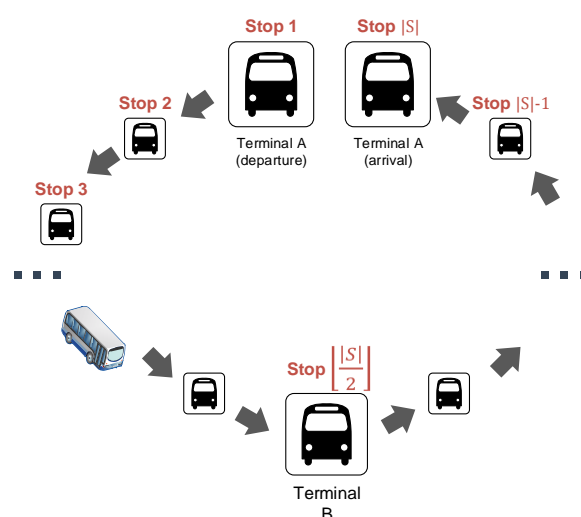 Stop 1
Stop |S|
Stop 2
Stop |S|-1
Terminal A
(departure)
Terminal A
(arrival)
Stop 3
Stop ⌊|S|/2⌋
Terminal
B